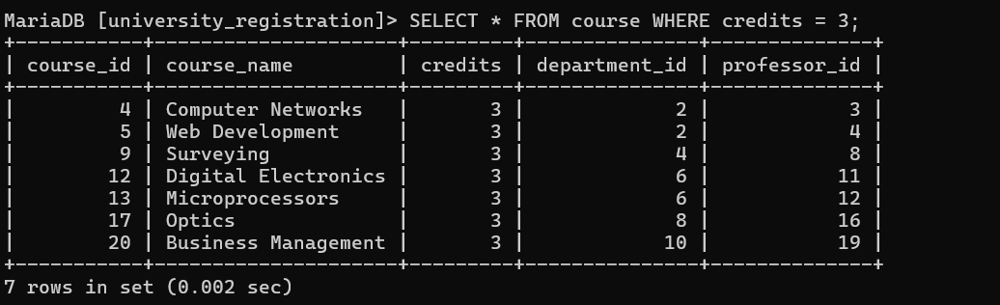 MariaDB [university_registration]> SELECT * FROM course WHERE credits = 3;
+-----------+---------------------+---------+---------------+--------------+
| course_id | course_name         | credits | department_id | professor_id |
+-----------+---------------------+---------+---------------+--------------+
|         4 | Computer Networks   |       3 |             2 |            3 |
|         5 | Web Development     |       3 |             2 |            4 |
|         9 | Surveying           |       3 |             4 |            8 |
|        12 | Digital Electronics |       3 |             6 |           11 |
|        13 | Microprocessors     |       3 |             6 |           12 |
|        17 | Optics              |       3 |             8 |           16 |
|        20 | Business Management |       3 |            10 |           19 |
+-----------+---------------------+---------+---------------+--------------+
7 rows in set (0.002 sec)